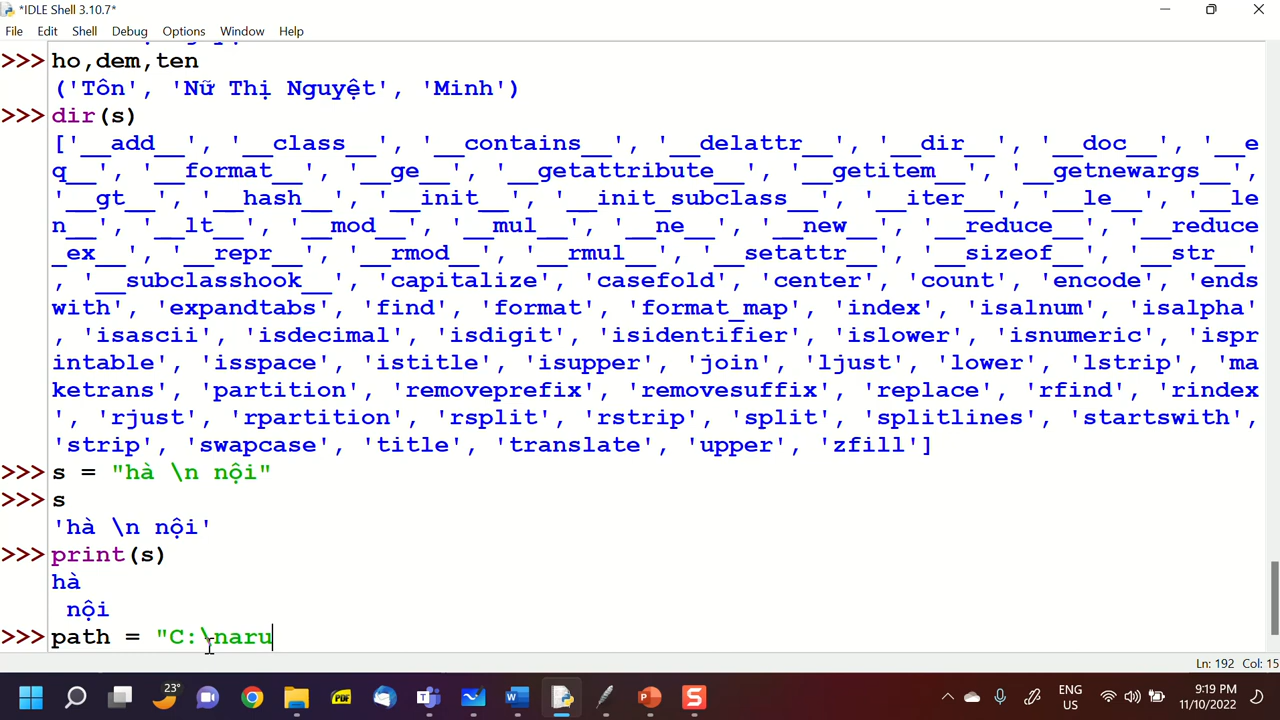 *IDLE Shell 3.10.7*
File Edit Shell Debug Options Window Help
>>> ho,dem,ten
('Tôn', 'Nữ Thị Nguyệt', 'Minh')
>>> dir(s)
['__add__', '__class__', '__contains__', '__delattr__', '__dir__', '__doc__', '__e
q__', '__format__', '__ge__', '__getattribute__', '__getitem__', '__getnewargs__',
'__gt__', '__hash__', '__init__', '__init_subclass__', '__iter__', '__le__', '__le
n__', '__lt__', '__mod__', '__mul__', '__ne__', '__new__', '__reduce__', '__reduce
_ex__', '__repr__', '__rmod__', '__rmul__', '__setattr__', '__sizeof__', '__str__'
, '__subclasshook__', 'capitalize', 'casefold', 'center', 'count', 'encode', 'ends
with', 'expandtabs', 'find', 'format', 'format_map', 'index', 'isalnum', 'isalpha'
, 'isascii', 'isdecimal', 'isdigit', 'isidentifier', 'islower', 'isnumeric', 'ispr
intable', 'isspace', 'istitle', 'isupper', 'join', 'ljust', 'lower', 'lstrip', 'ma
ketrans', 'partition', 'removeprefix', 'removesuffix', 'replace', 'rfind', 'rindex
', 'rjust', 'rpartition', 'rsplit', 'rstrip', 'split', 'splitlines', 'startswith',
'strip', 'swapcase', 'title', 'translate', 'upper', 'zfill']
>>> s = "hà \n nội"
>>> s
'hà \n nội'
>>> print(s)
hà
nội
>>> path = "C:\naru
Ln: 192 Col: 15
23°
PDF
ENG
US
9:19 PM
11/10/2022